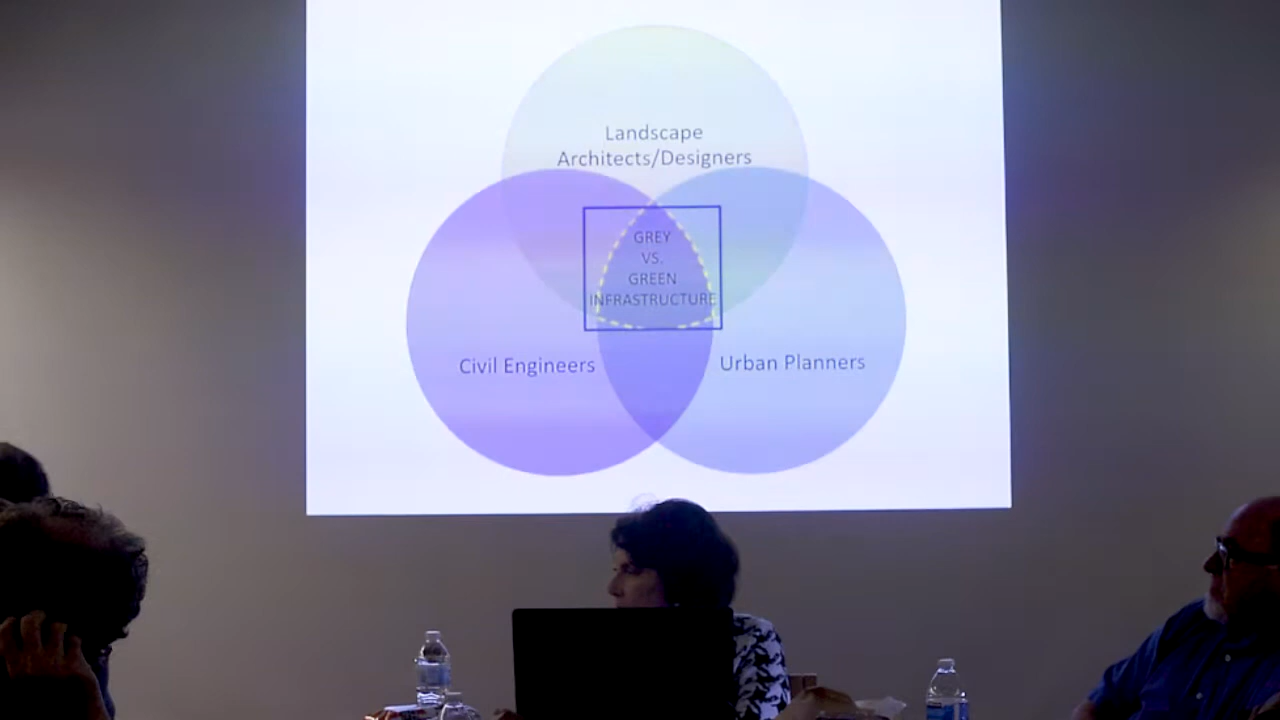 Landscape
Architects/Designers
GREY
VS.
GREEN
INFRASTRUCTURE
Civil Engineers
Urban Planners